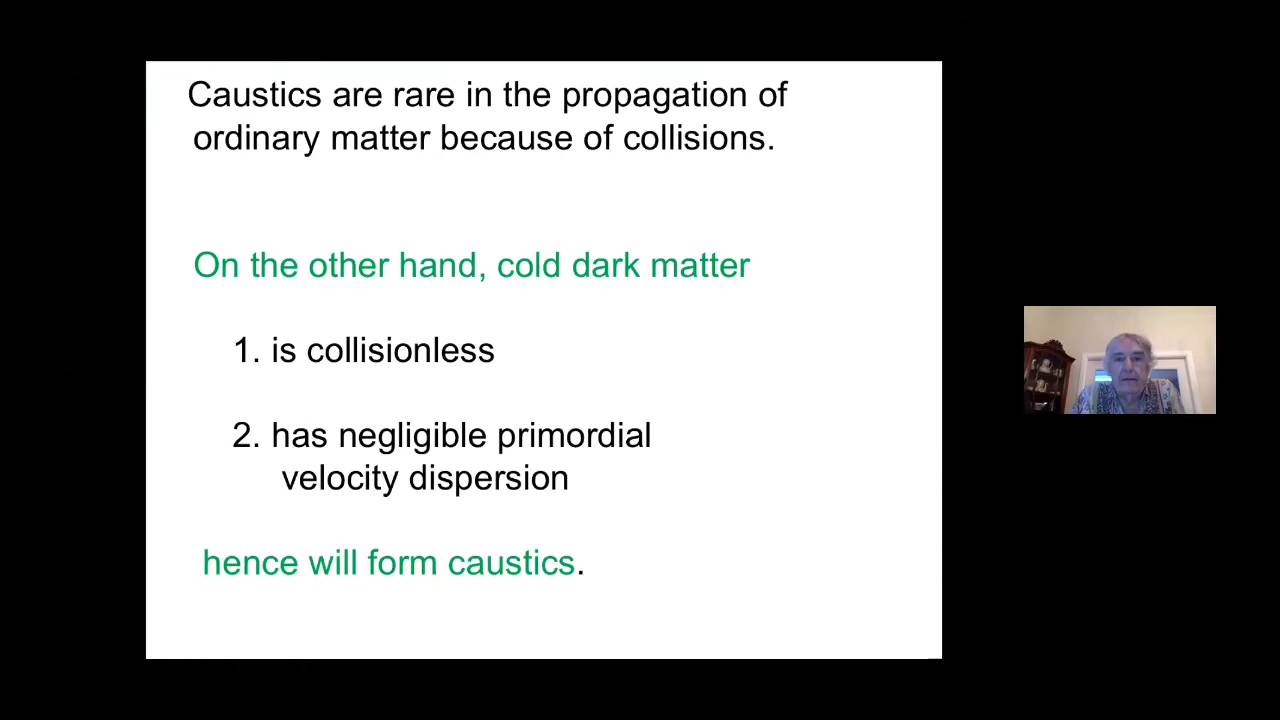 Caustics are rare in the propagation of
ordinary matter because of collisions.
On the other hand, cold dark matter
1. is collisionless
2. has negligible primordial
velocity dispersion
hence will form caustics.